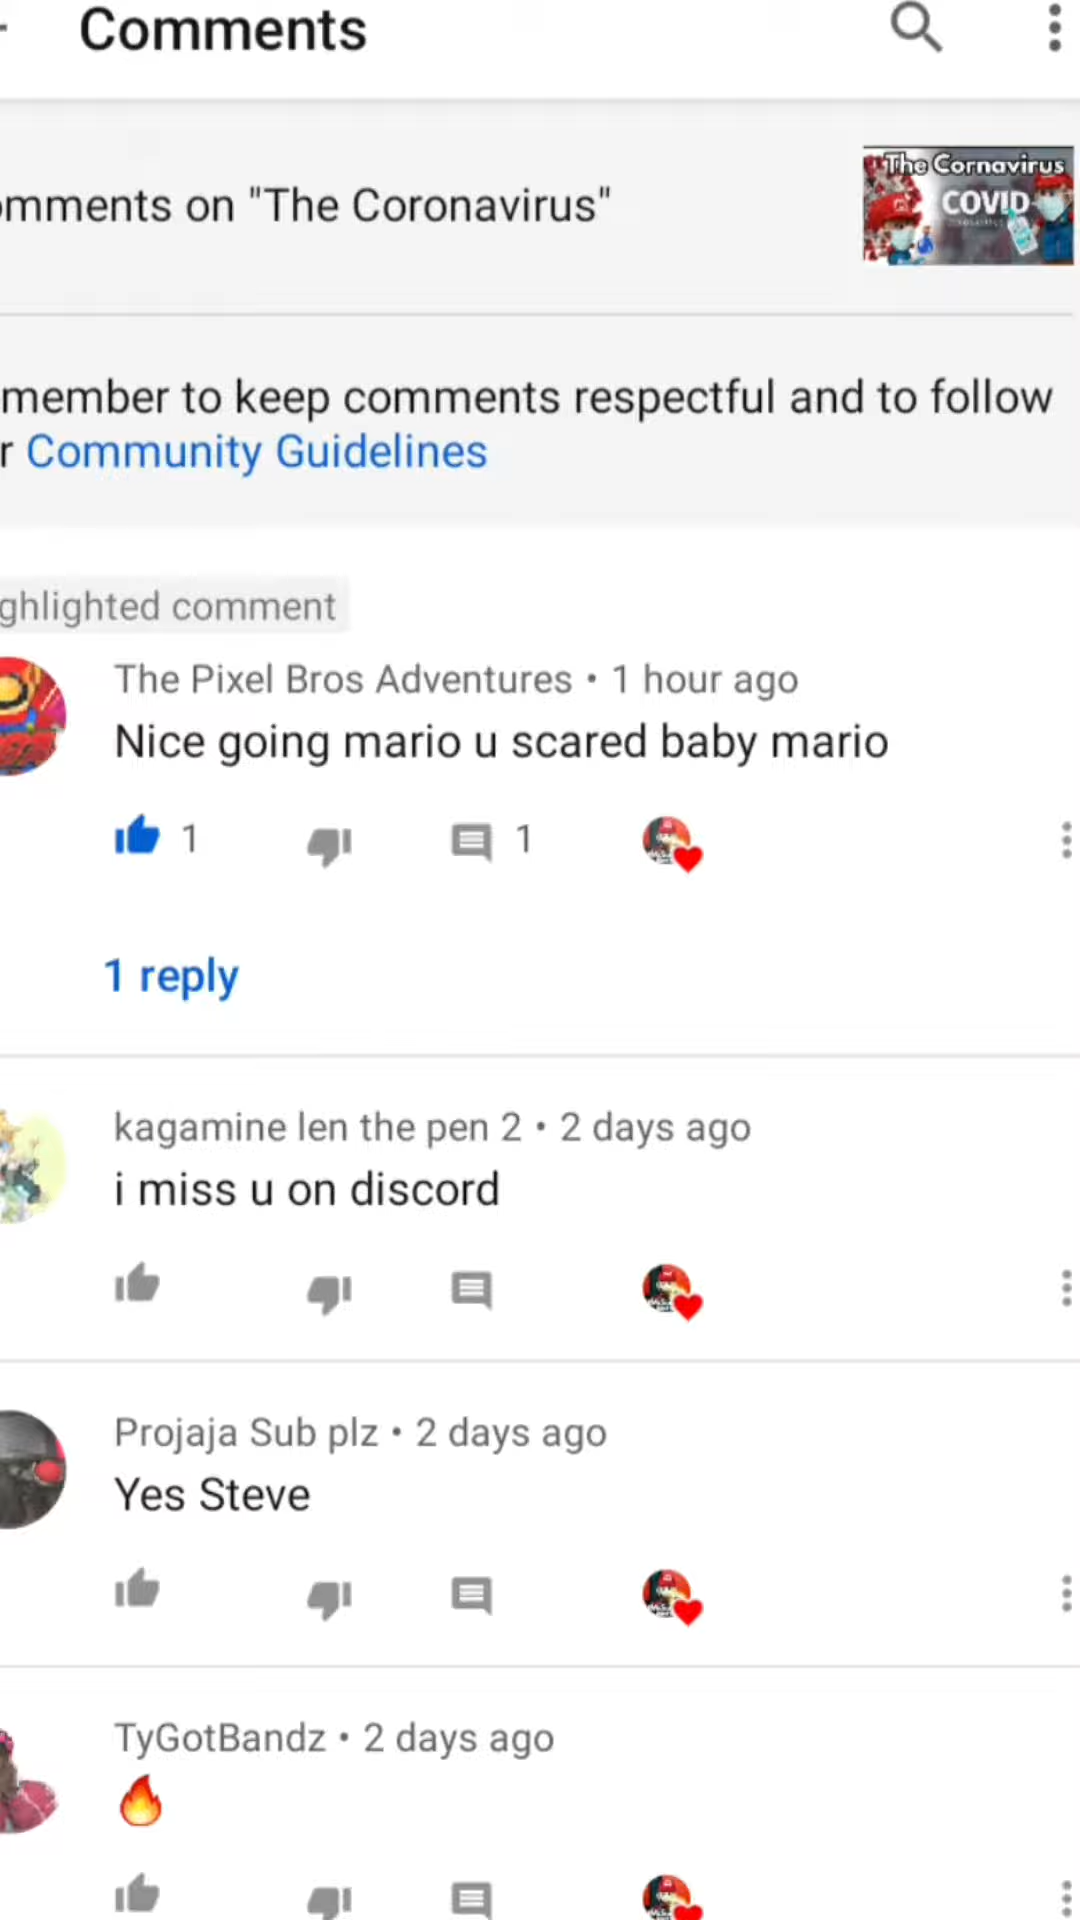 Comments
omments on "The Coronavirus"
The Cornavirus
COVID
member to keep comments respectful and to follow
r Community Guidelines
ghlighted comment
The Pixel Bros Adventures • 1 hour ago
Nice going mario u scared baby mario
1
1
1 reply
kagamine len the pen 2 • 2 days ago
i miss u on discord
Projaja Sub plz • 2 days ago
Yes Steve
TyGotBandz • 2 days ago
🔥